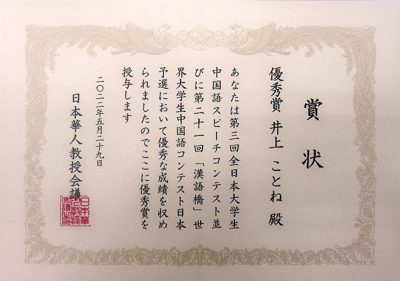 賞状
優秀賞 井上 ことね 殿
あなたは第三回全日本大学生
中国語スピーチコンテスト並
びに第二十一回「漢語橋」世
界大学生中国語コンテスト日本
予選において優秀な成績を収め
られましたのでここに優秀賞を
授与します
二〇二二年五月二十九日
日本華人教授会議